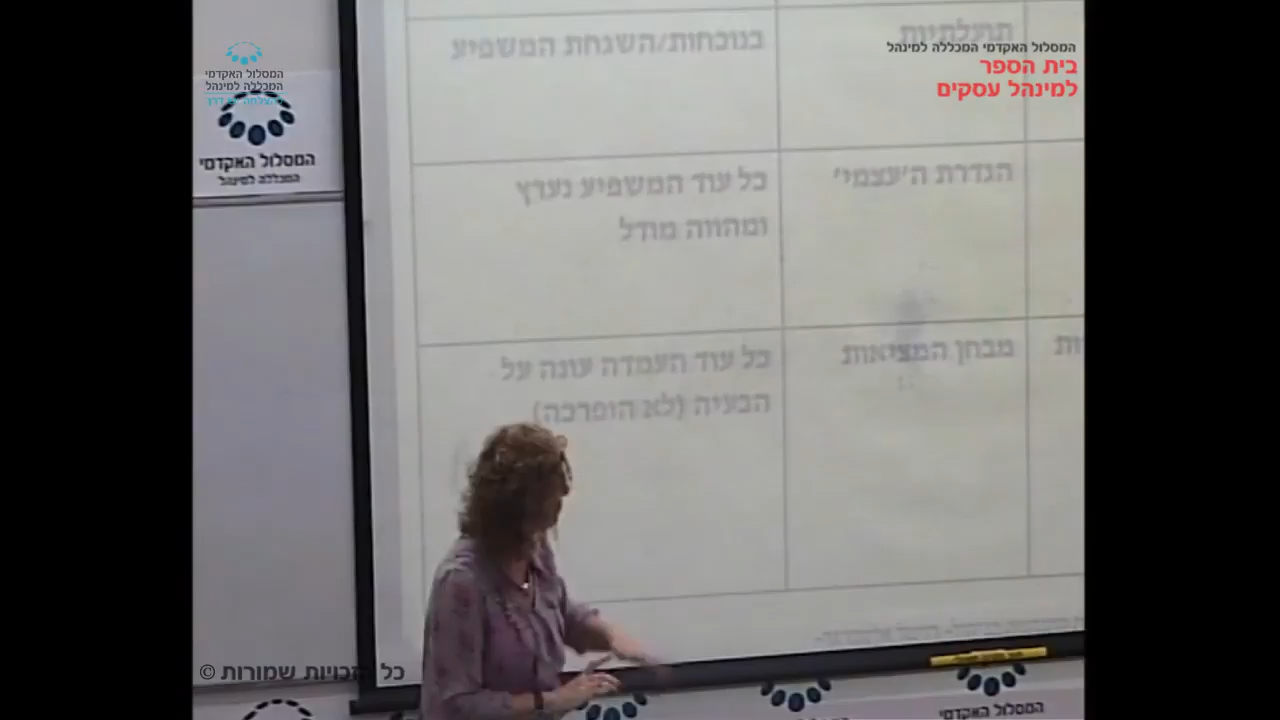 המסלול האקדמי המכללה למינהל
בית הספר
למינהל עסקים
המסלול האקדמי
המכללה למינהל
המסלול האקדמי
המכללה למינהל
תועלתיות
בנוכחות/השגחת המשפיע
הגדרת ה'עצמי'
כל עוד המשפיע נערץ
ומהווה מודל
מבחן המציאות
כל עוד העמדה עונה על
הבעיה (לא הופרכה)
כל הזכויות שמורות ©
המסלול האקדמי